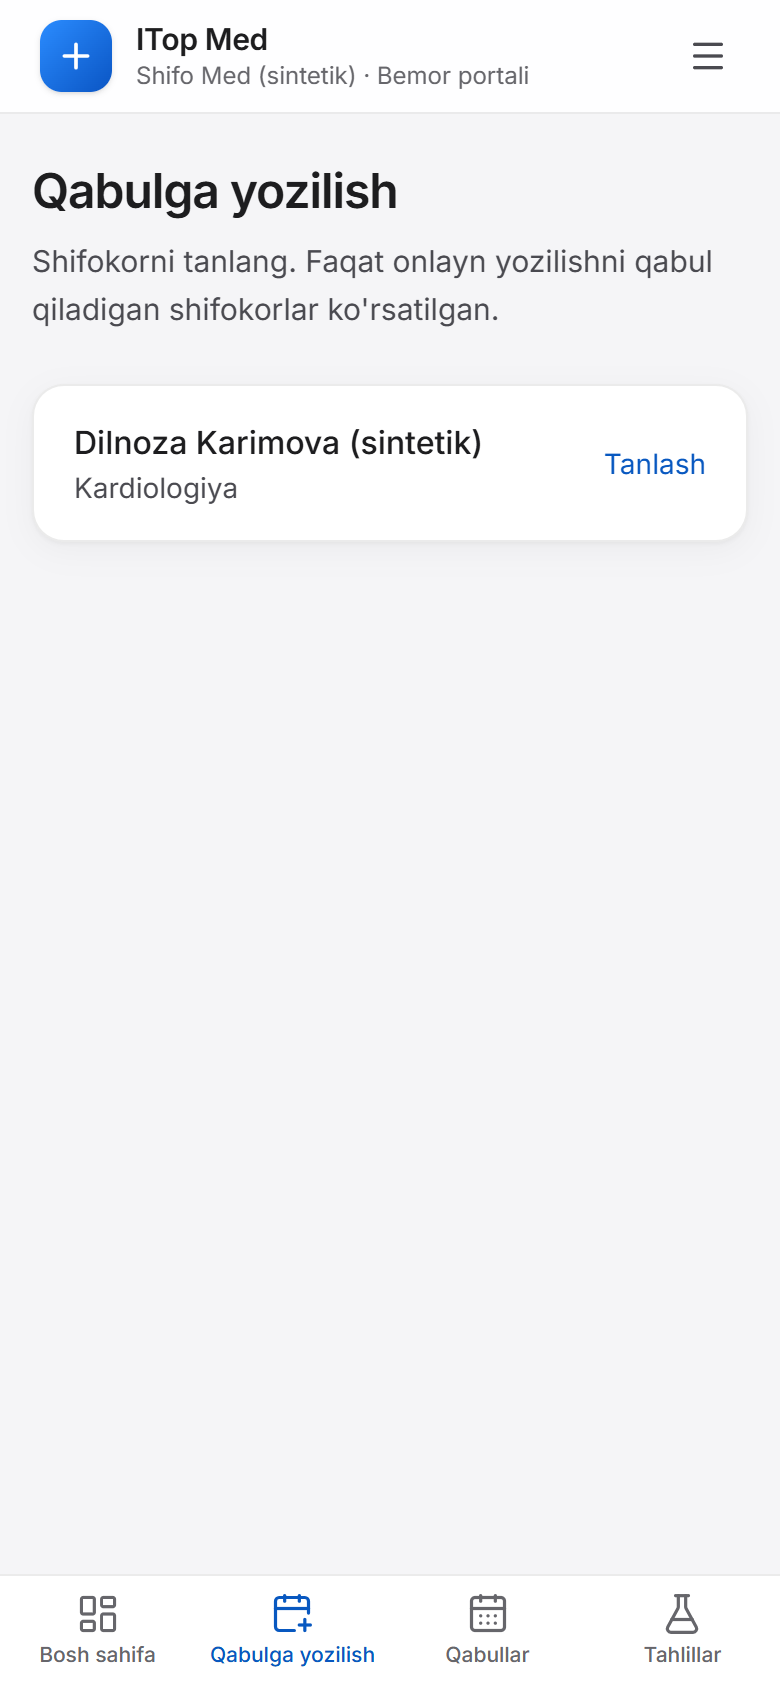 ITop Med
Shifo Med (sintetik) · Bemor portali
Qabulga yozilish
Shifokorni tanlang. Faqat onlayn yozilishni qabul
qiladigan shifokorlar ko'rsatilgan.
Dilnoza Karimova (sintetik)
Kardiologiya
Tanlash
Bosh sahifa
Qabulga yozilish
Qabullar
Tahlillar